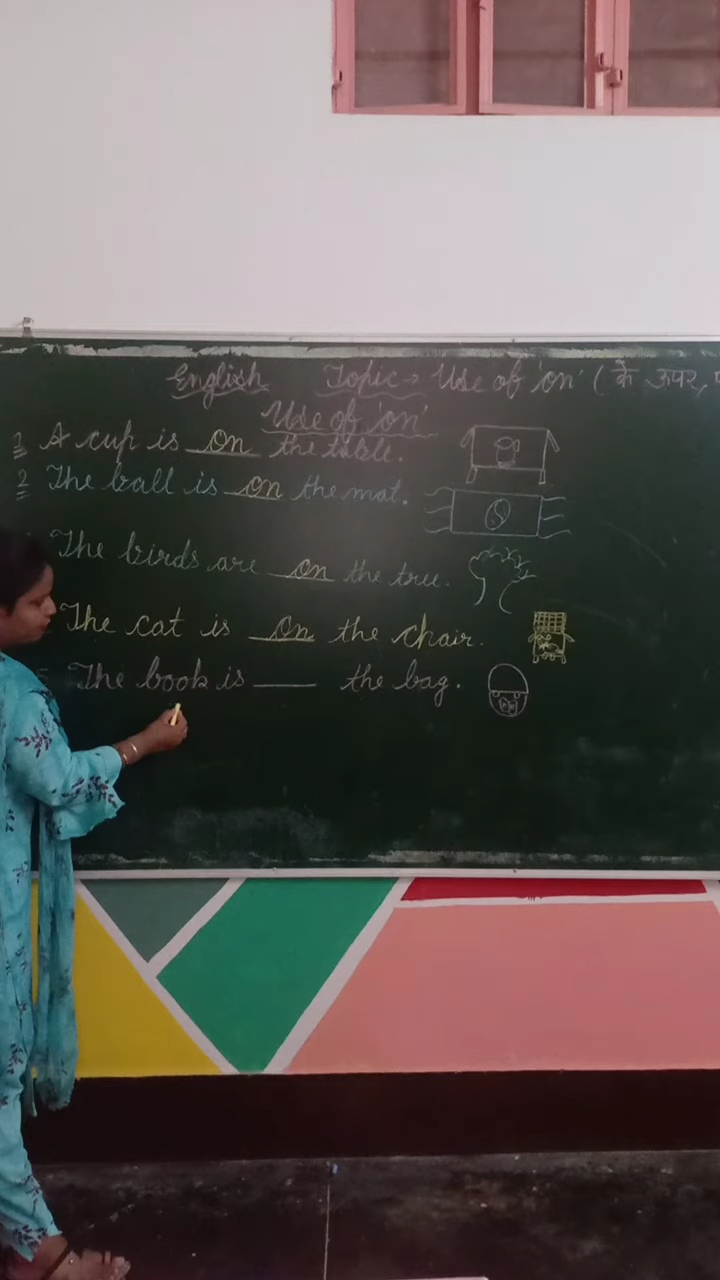 English Topic → Use of 'on' (के ऊपर,
Use of 'on'
1 A cup is on the table.
2 The ball is on the mat.
The birds are on the tree.
The cat is on the chair.
5 The book is ____ the bag.